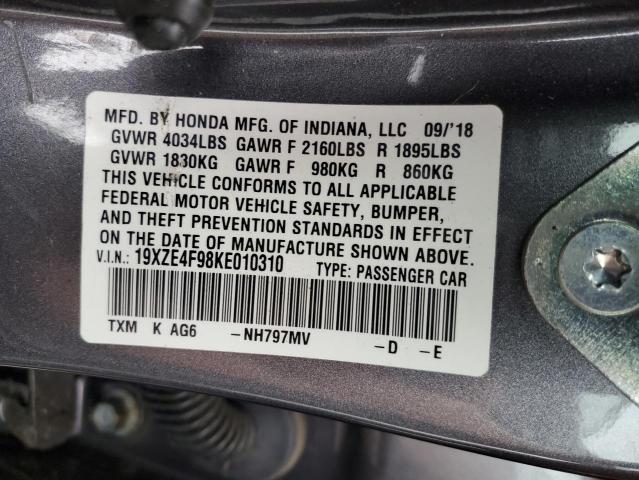 MFD. BY HONDA MFG. OF INDIANA, LLC 09/'18
GVWR 4034LBS GAWR F 2160LBS R 1895LBS
GVWR 1830KG GAWR F 980KG R 860KG
THIS VEHICLE CONFORMS TO ALL APPLICABLE
FEDERAL MOTOR VEHICLE SAFETY, BUMPER,
AND THEFT PREVENTION STANDARDS IN EFFECT
ON THE DATE OF MANUFACTURE SHOWN ABOVE.
V.I.N.: 19XZE4F98KE010310 TYPE: PASSENGER CAR
TXM K AG6 -NH797MV -D -E